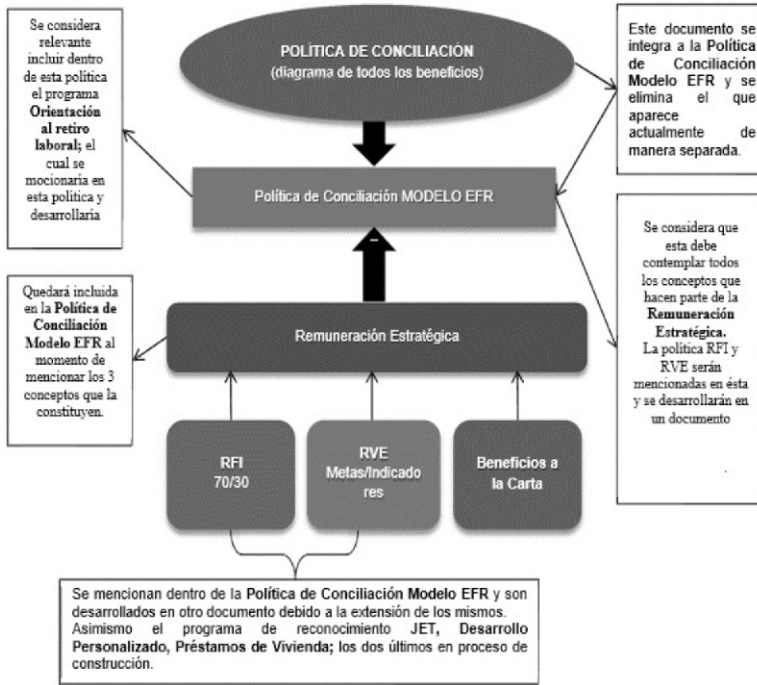 Se considera
relevante
incluir dentro
de esta política
el programa
Orientación
al retiro
laboral; el
cual se
mocionaria en
esta política y
desarrollaría
POLÍTICA DE CONCILIACIÓN
(diagrama de todos los beneficios)
Este documento se
integra a la Política
de Conciliación
Modelo EFR y se
elimina el que
aparece
actualmente de
manera separada.
Política de Conciliación MODELO EFR
Se considera que
esta debe
contemplar todos
los conceptos que
hacen parte de la
Remuneración
Estratégica.
La política RFI y
RVE serán
mencionadas en ésta
y se desarrollarán en
un documento
Quedará incluida
en la Política de
Conciliación
Modelo EFR al
momento de
mencionar los 3
conceptos que la
constituyen.
Remuneración Estratégica
RFI
70/30
RVE
Metas/Indicado
res
Beneficios a
la Carta
Se mencionan dentro de la Política de Conciliación Modelo EFR y son
desarrollados en otro documento debido a la extensión de los mismos.
Asimismo el programa de reconocimiento JET, Desarrollo
Personalizado, Préstamos de Vivienda; los dos últimos en proceso de
construcción.